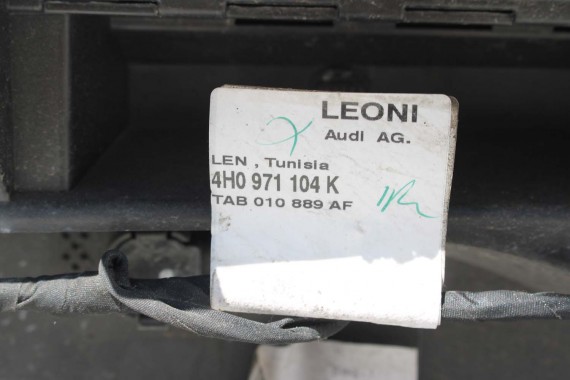 LEONI
Audi AG.
LEN , Tunisia
4H0 971 104 K
TAB 010 889 AF